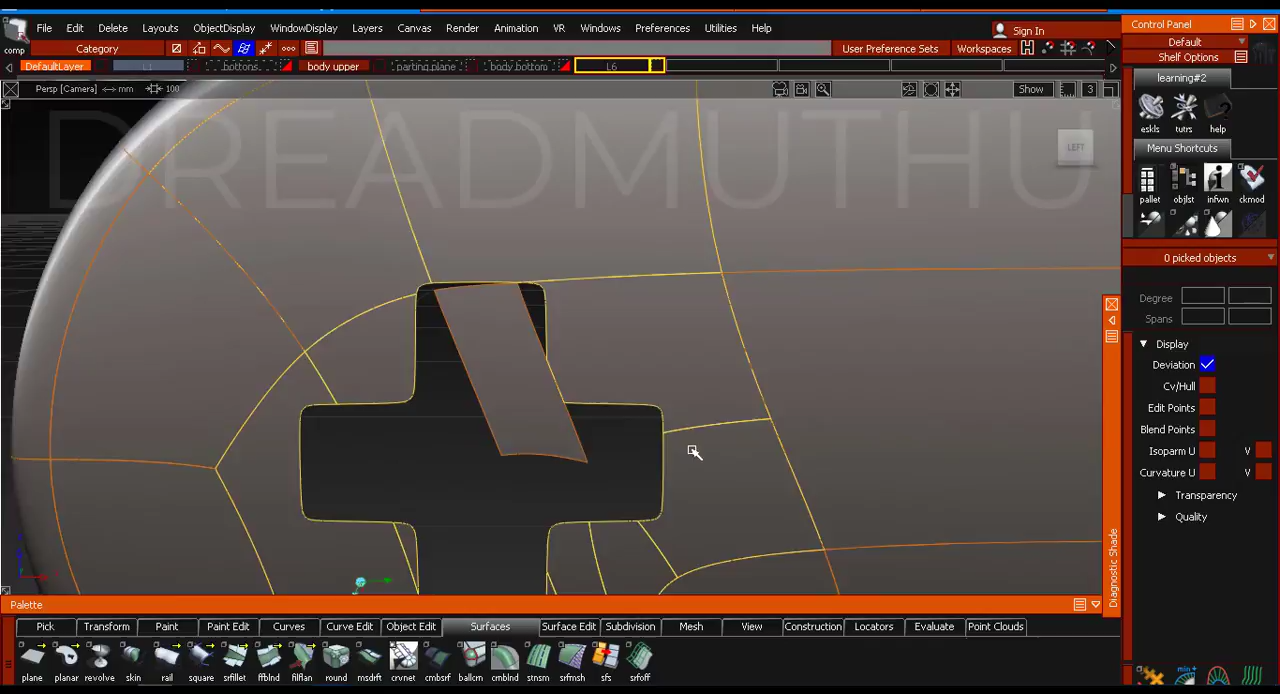 Control Panel
comp
File Edit Delete Layouts ObjectDisplay WindowDisplay Layers Canvas Render Animation VR Windows Preferences Utilities Help
Sign In
Default
Category
User Preference Sets
Workspaces
Shelf Options
DefaultLayer L1 bottons body upper parting plane body bottom L6
learning#2
Persp [Camera] mm 100
Show
3
DREADMUTHU
LEFT
eskls tutrs help
Menu Shortcuts
pallet objlst infwn ckmod
0 picked objects
Degree
Spans
Display
Deviation
Cv/Hull
Edit Points
Blend Points
Isoparm U V
Curvature U V
Transparency
Quality
Diagnostic Shade
Palette
Pick Transform Paint Paint Edit Curves Curve Edit Object Edit Surfaces Surface Edit Subdivision Mesh View Construction Locators Evaluate Point Clouds
plane planar revolve skin rail square srfillet ffblnd filflan round msdrft crvnet cmbsrf ballcrn cmblnd stnsm srfmsh sfs srfoff